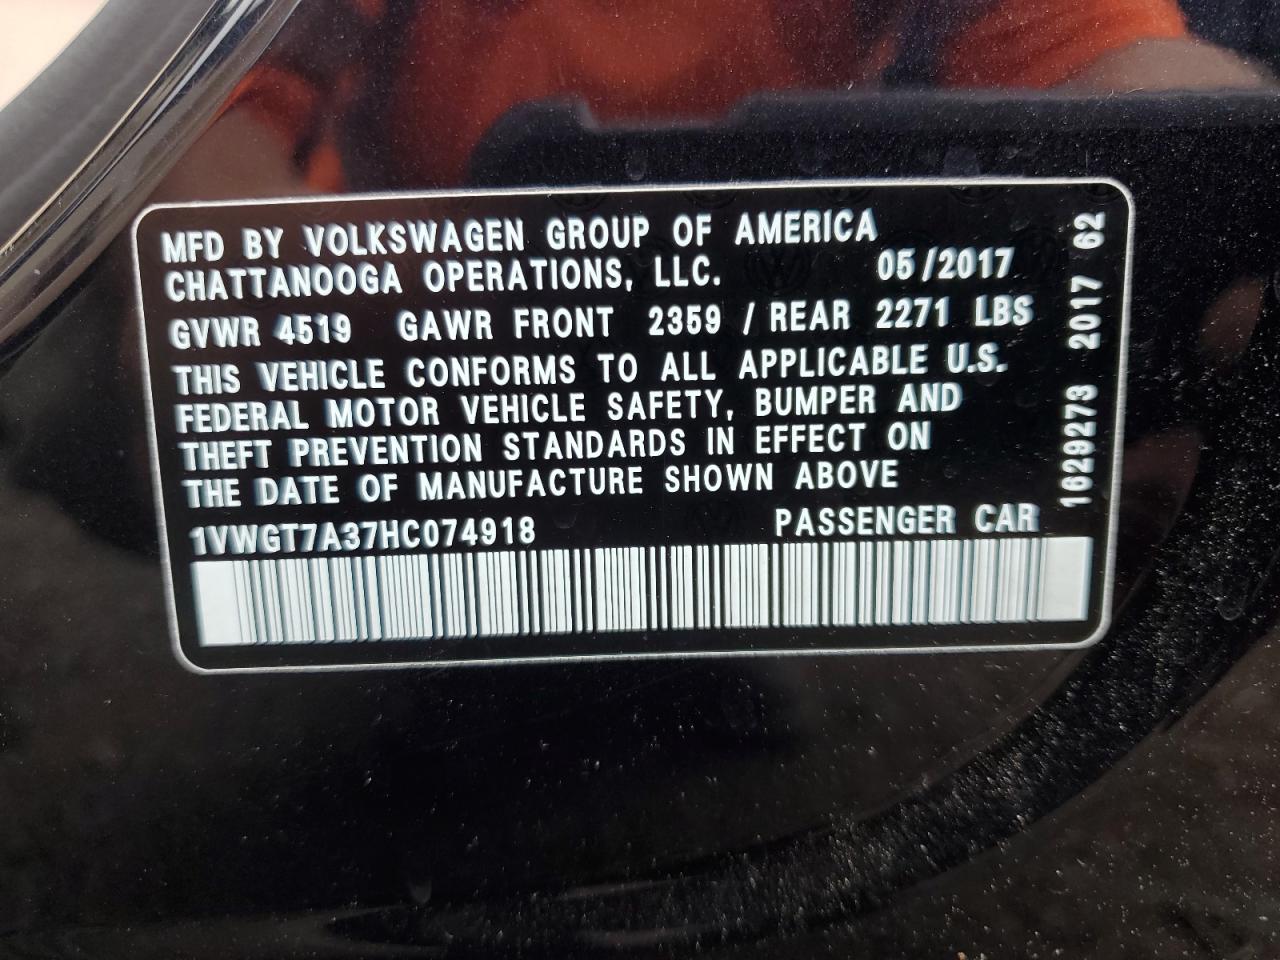 MFD BY VOLKSWAGEN GROUP OF AMERICA
CHATTANOOGA OPERATIONS, LLC. 05/2017
GVWR 4519 GAWR FRONT 2359 / REAR 2271 LBS
THIS VEHICLE CONFORMS TO ALL APPLICABLE U.S.
FEDERAL MOTOR VEHICLE SAFETY, BUMPER AND
THEFT PREVENTION STANDARDS IN EFFECT ON
THE DATE OF MANUFACTURE SHOWN ABOVE
1VWGT7A37HC074918 PASSENGER CAR
1629273 2017 62